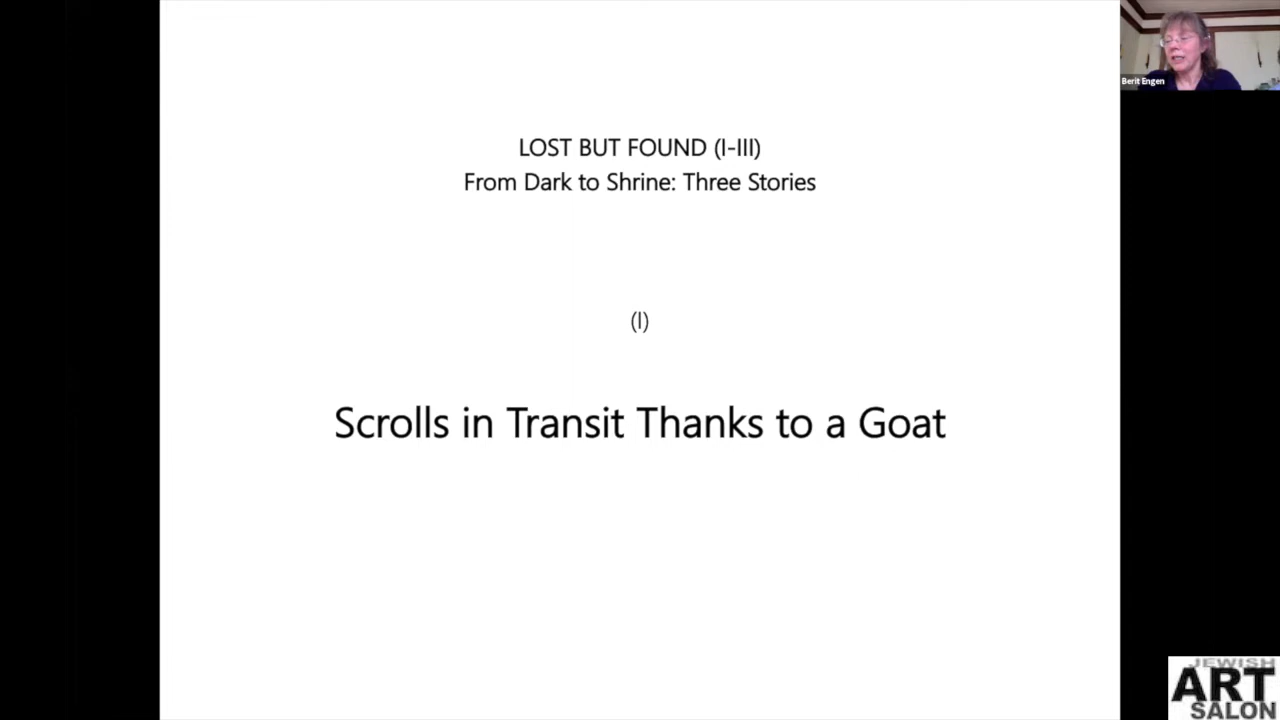 LOST BUT FOUND (I-III)
From Dark to Shrine: Three Stories
(I)
Scrolls in Transit Thanks to a Goat
Berit Engen
JEWISH
ART
SALON